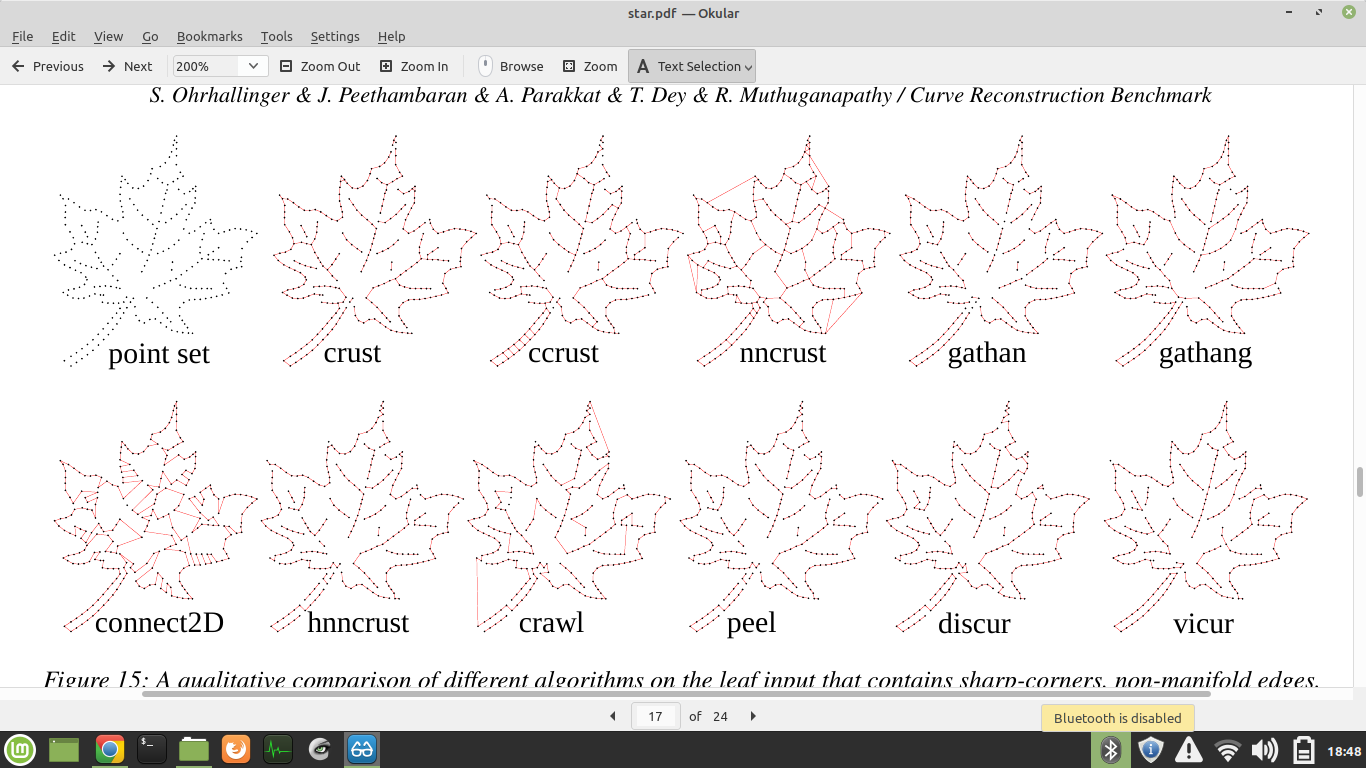 star.pdf — Okular
File Edit View Go Bookmarks Tools Settings Help
Previous Next 200% Zoom Out Zoom In Browse Zoom A Text Selection
S. Ohrhallinger & J. Peethambaran & A. Parakkat & T. Dey & R. Muthuganapathy / Curve Reconstruction Benchmark
point set crust ccrust nncrust gathan gathang
connect2D hnncrust crawl peel discur vicur
Figure 15: A qualitative comparison of different algorithms on the leaf input that contains sharp-corners, non-manifold edges,
17 of 24
Bluetooth is disabled
18:48